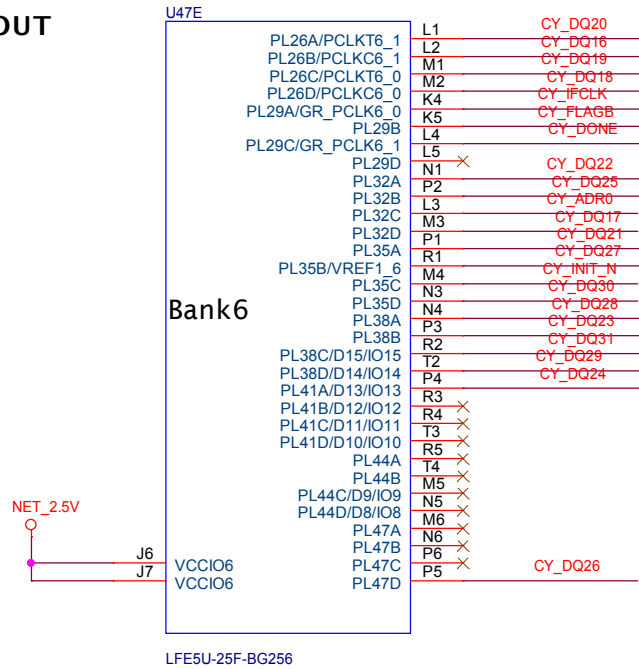 OUT
U47E
PL26A/PCLKT6_1 L1 CY_DQ20
PL26B/PCLKC6_1 L2 CY_DQ16
PL26C/PCLKT6_0 M1 CY_DQ19
PL26D/PCLKC6_0 M2 CY_DQ18
PL29A/GR_PCLK6_0 K4 CY_IFCLK
PL29B K5 CY_FLAGB
PL29C/GR_PCLK6_1 L4 CY_DONE
PL29D L5
PL32A N1 CY_DQ22
PL32B P2 CY_DQ25
PL32C L3 CY_ADR0
PL32D M3 CY_DQ17
PL35A P1 CY_DQ21
PL35B/VREF1_6 R1 CY_DQ27
PL35C M4 CY_INIT_N
PL35D N3 CY_DQ30
PL38A N4 CY_DQ28
PL38B P3 CY_DQ23
PL38C/D15/IO15 R2 CY_DQ31
PL38D/D14/IO14 T2 CY_DQ29
PL41A/D13/IO13 P4 CY_DQ24
PL41B/D12/IO12 R3
PL41C/D11/IO11 R4
PL41D/D10/IO10 T3
PL44A R5
PL44B T4
PL44C/D9/IO9 M5
PL44D/D8/IO8 N5
PL47A M6
PL47B N6
PL47C P6
PL47D P5 CY_DQ26
Bank6
NET_2.5V
J6 VCCIO6
J7 VCCIO6
LFE5U-25F-BG256